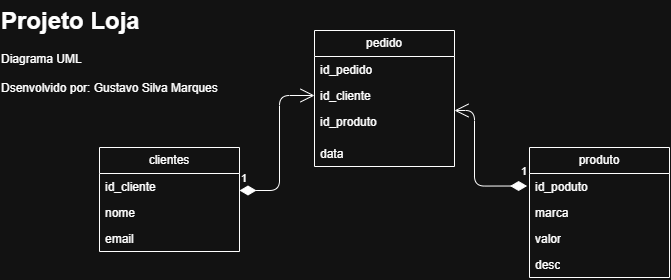 Projeto Loja
Diagrama UML
Dsenvolvido por: Gustavo Silva Marques
pedido
id_pedido
id_cliente
id_produto
data
clientes
1
id_cliente
nome
email
produto
1
id_poduto
marca
valor
desc